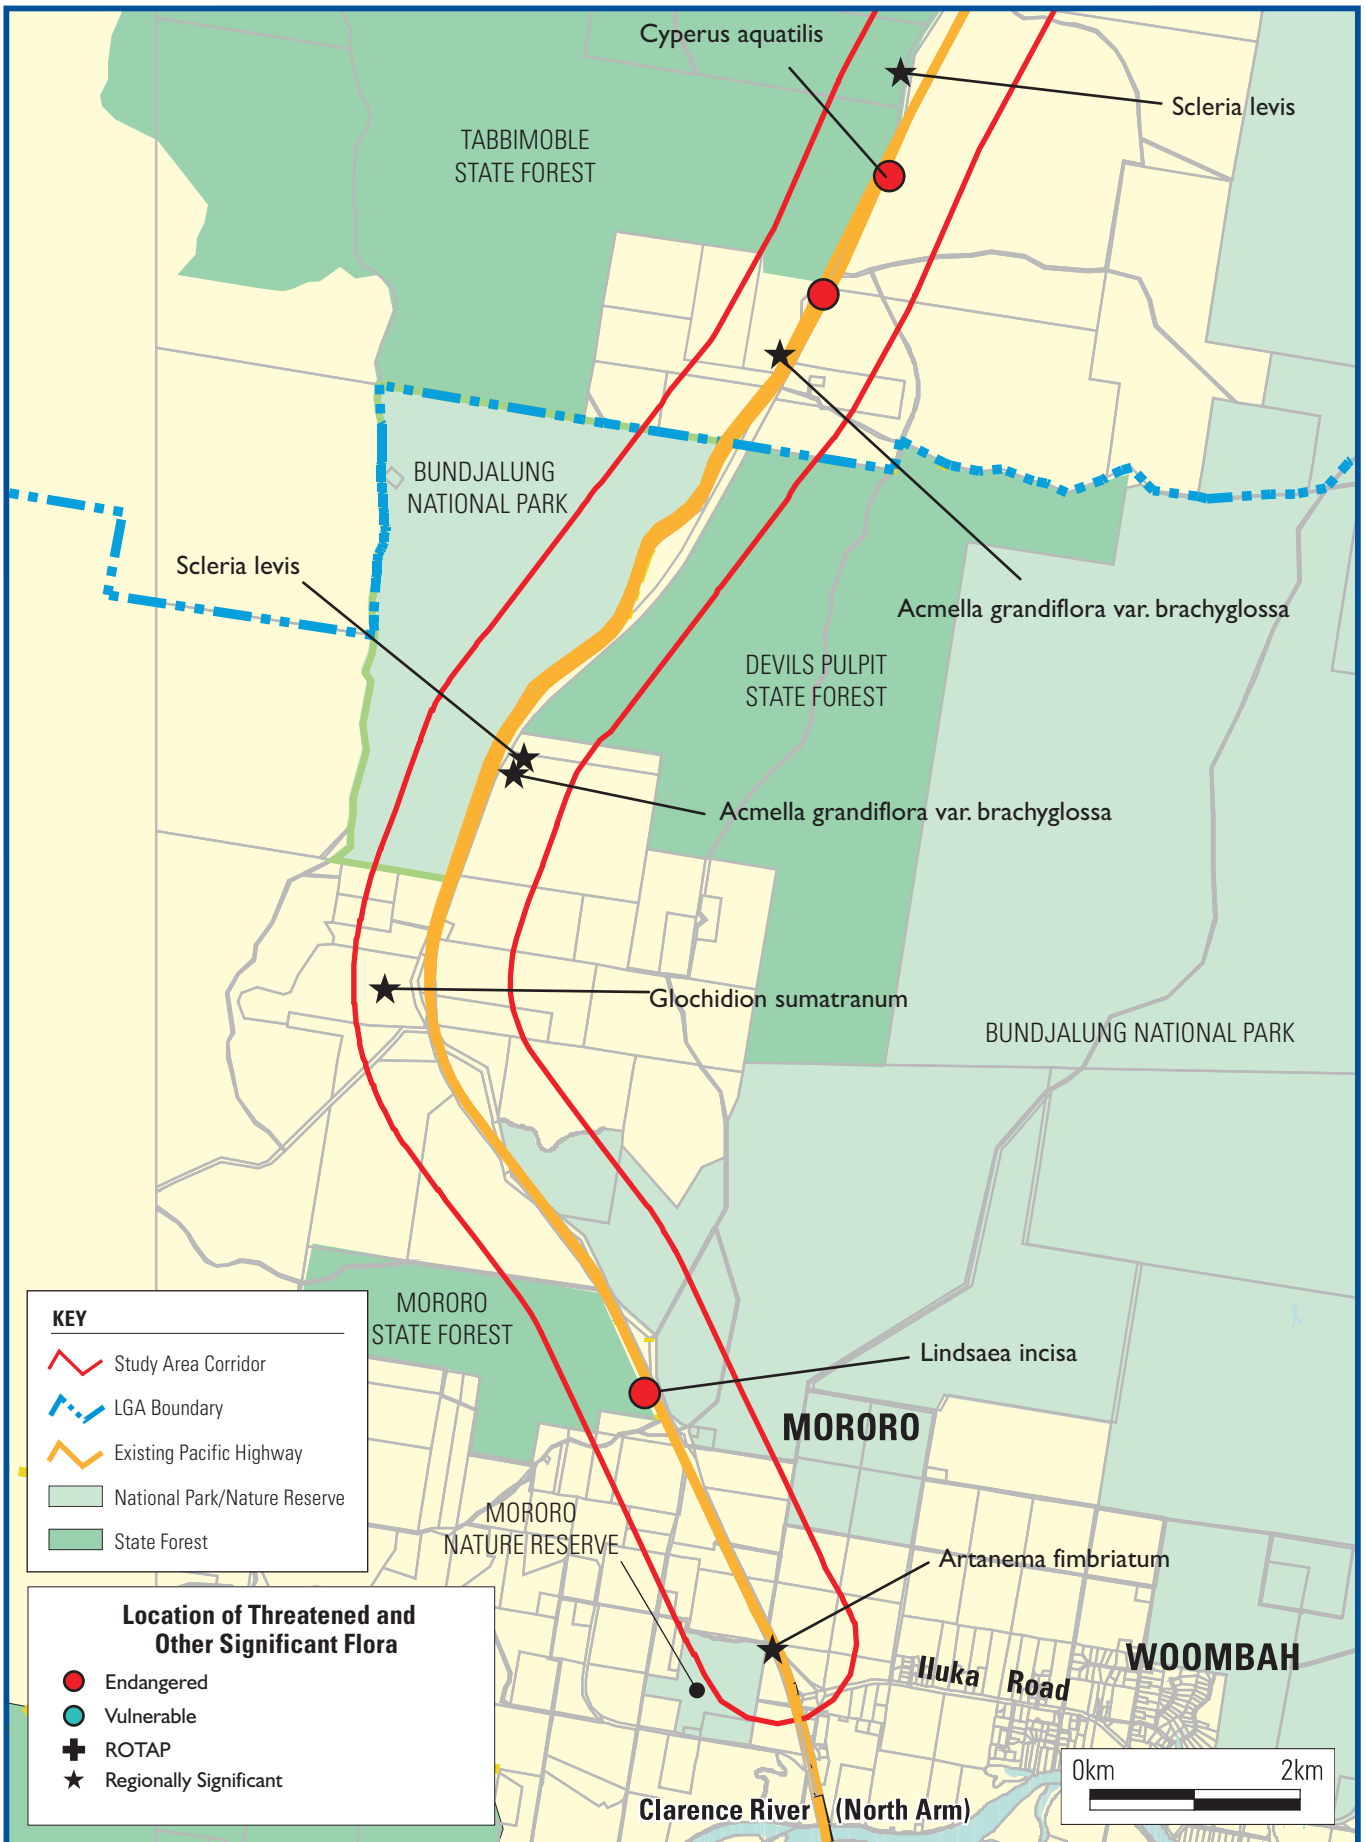 Cyperus aquatilis
Scleria levis
TABBIMOBLE
STATE FOREST
BUNDJALUNG
NATIONAL PARK
Scleria levis
Acmella grandiflora var. brachyglossa
DEVILS PULPIT
STATE FOREST
Acmella grandiflora var. brachyglossa
Glochidion sumatranum
BUNDJALUNG NATIONAL PARK
MORORO
STATE FOREST
Lindsaea incisa
MORORO
MORORO
NATURE RESERVE
Artanema fimbriatum
WOOMBAH
Iluka Road
Clarence River (North Arm)
KEY
Study Area Corridor
LGA Boundary
Existing Pacific Highway
National Park/Nature Reserve
State Forest
Location of Threatened and
Other Significant Flora
Endangered
Vulnerable
ROTAP
Regionally Significant
0km 2km